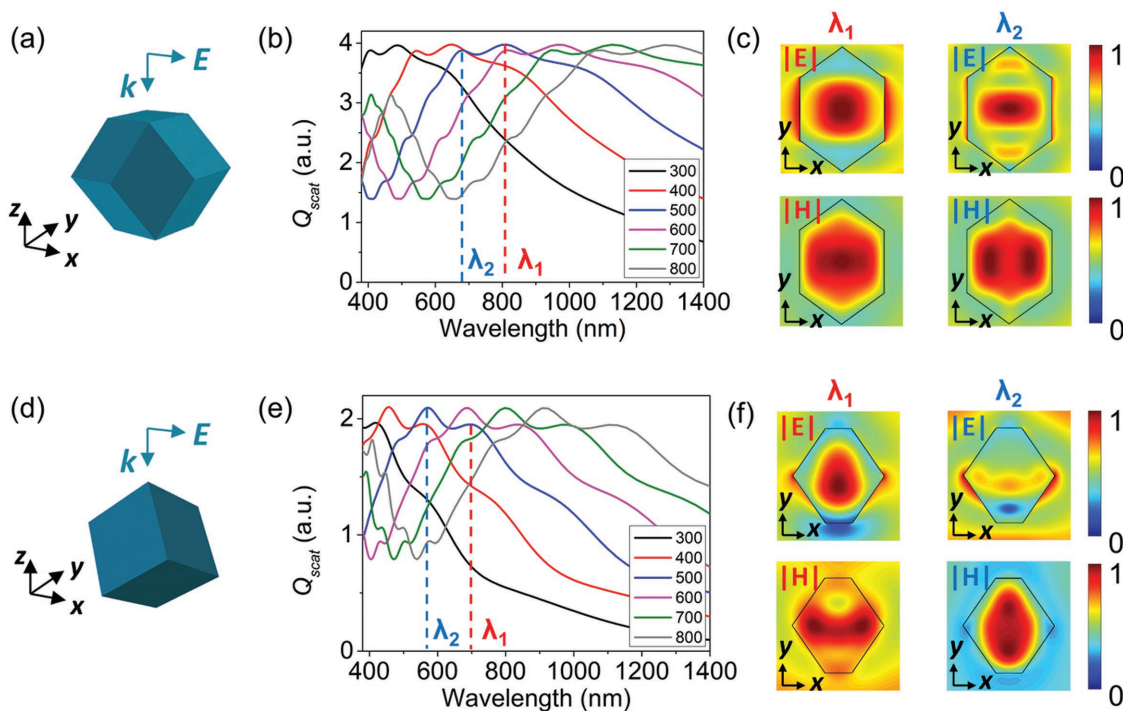 (a)
E
k
z
y
x
(b)
4
3
2
1
0
Q_scat (a.u.)
300
400
500
600
700
800
λ2
λ1
400 600 800 1000 1200 1400
Wavelength (nm)
(c)
λ1 λ2
|E| |E|
y y
x x
1
0
|H| |H|
y y
x x
1
0
(d)
E
k
z
y
x
(e)
2
1
0
Q_scat (a.u.)
300
400
500
600
700
800
λ2
λ1
400 600 800 1000 1200 1400
Wavelength (nm)
(f)
λ1 λ2
|E| |E|
y y
x x
1
0
|H| |H|
y y
x x
1
0